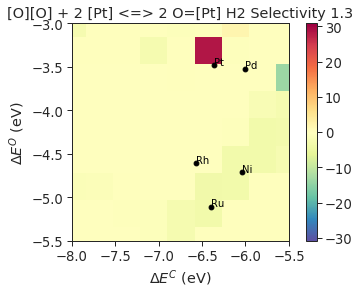 [O][O] + 2 [Pt] <=> 2 O=[Pt] H2 Selectivity 1.3
−3.0
−3.5
−4.0
−4.5
−5.0
−5.5
ΔE^O (eV)
Pt
Pd
Rh
Ni
Ru
−8.0 −7.5 −7.0 −6.5 −6.0 −5.5
ΔE^C (eV)
30
20
10
0
−10
−20
−30